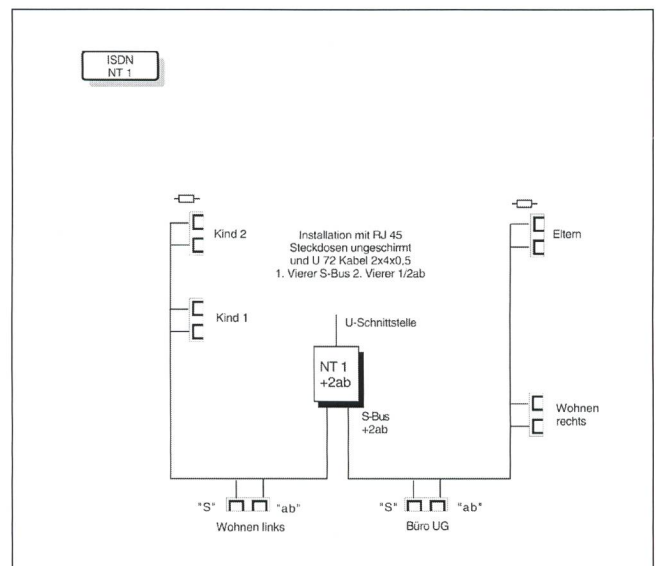 ISDN
NT 1
Kind 2
Installation mit RJ 45
Steckdosen ungeschirmt
und U 72 Kabel 2x4x0,5
1. Vierer S-Bus 2. Vierer 1/2ab
Eltern
Kind 1
U-Schnittstelle
NT 1
+2ab
S-Bus
+2ab
Wohnen
rechts
"S" "ab"
Wohnen links
"S" "ab"
Büro UG